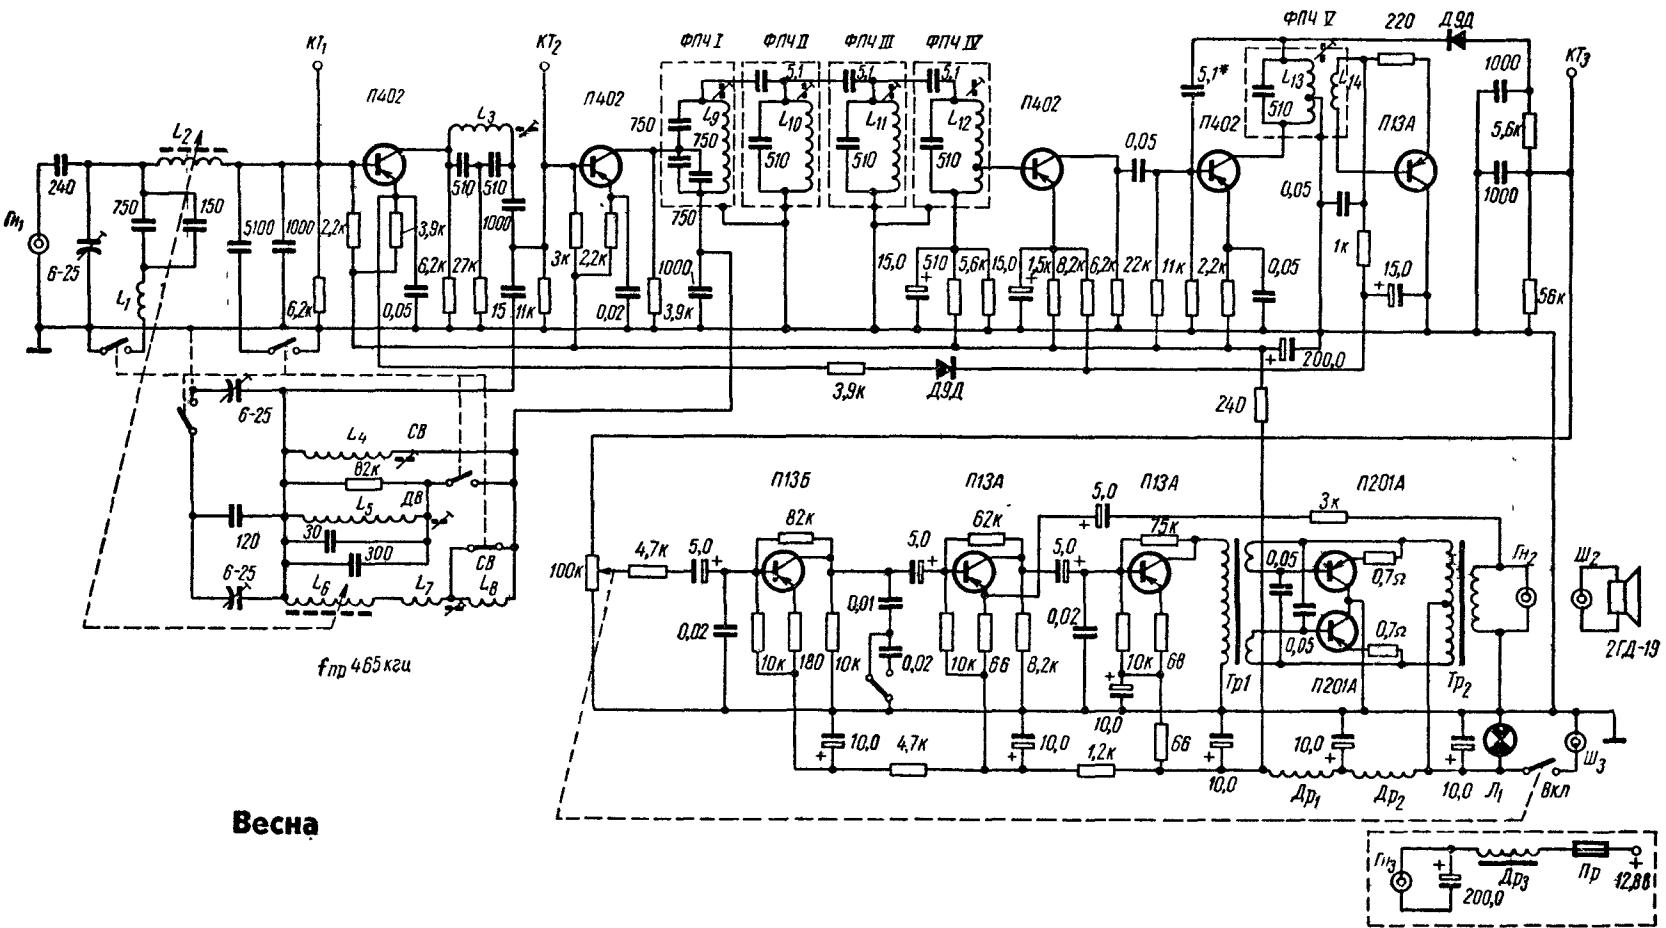 ФПЧ V
220
Д9Д
КТ1
КТ2
ФПЧ I
ФПЧ II
ФПЧ III
ФПЧ IV
КТ3
5,1
5,1
5,1
5,1*
L13
L14
1000
П402
П402
П402
П402
П13А
L2
L3
L9
L10
L11
L12
510
5,6к
750
750
240
510
510
510
510
510
0,05
1000
Гн1
750
150
5100
1000
2,2к
3,9к
1000
750
0,05
6-25
6,2к
27к
3к
2,2к
1000
15,0
510
5,6к
15,0
1,5к
8,2к
6,2к
22к
11к
2,2к
0,05
1к
15,0
56к
L1
6,2к
0,05
15
11к
0,02
3,9к
200,0
3,9к
Д9Д
240
6-25
L4
СВ
82к
L5
ДВ
120
30
300
СВ
6-25
L6
L7
L8
fпр 465 кгц
П13Б
П13А
П13А
П201А
82к
62к
5,0
75к
3к
100к
4,7к
5,0
5,0
5,0
0,05
0,7Ω
Гн2
Ш2
0,01
0,02
0,02
0,02
0,05
0,7Ω
2ГД-19
10к
180
10к
10к
66
8,2к
10к
68
Тр1
П201А
Тр2
10,0
10,0
4,7к
10,0
1,2к
66
10,0
10,0
10,0
Др1
Др2
Л1
Вкл
Ш3
Весна
Гн3
200,0
Др3
Пр
+
12,8В